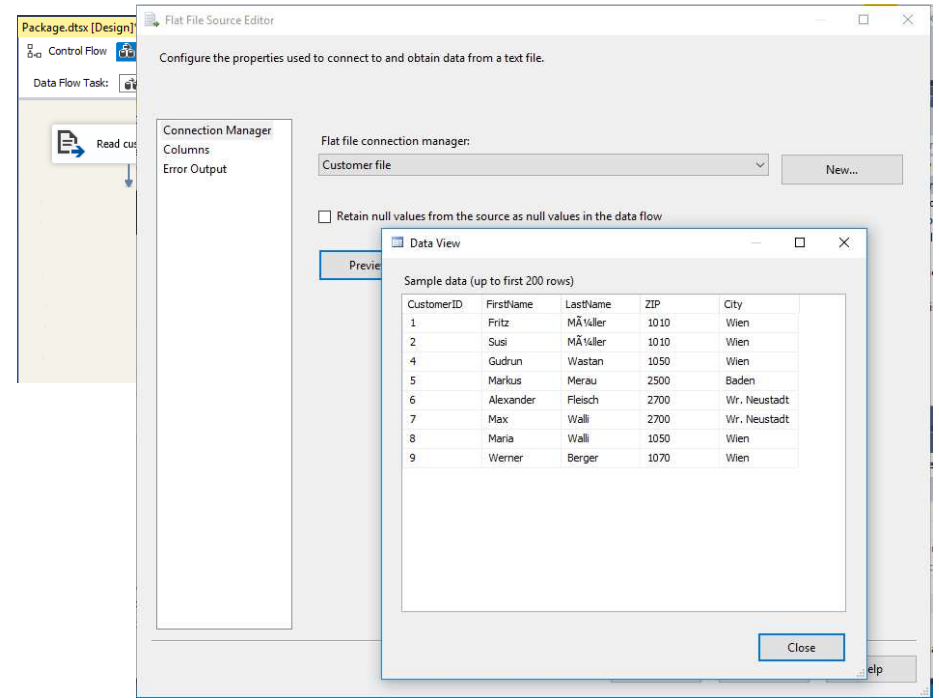 Package.dtsx [Design]*
Control Flow
Data Flow Task:
Read cus
Flat File Source Editor
Configure the properties used to connect to and obtain data from a text file.
Connection Manager
Columns
Error Output
Flat file connection manager:
Customer file
New...
Retain null values from the source as null values in the data flow
Previe
Data View
Sample data (up to first 200 rows)
CustomerID FirstName LastName ZIP City
1 Fritz MÃ¼ller 1010 Wien
2 Susi MÃ¼ller 1010 Wien
4 Gudrun Wastan 1050 Wien
5 Markus Merau 2500 Baden
6 Alexander Fleisch 2700 Wr. Neustadt
7 Max Walli 2700 Wr. Neustadt
8 Maria Walli 1050 Wien
9 Werner Berger 1070 Wien
Close
elp